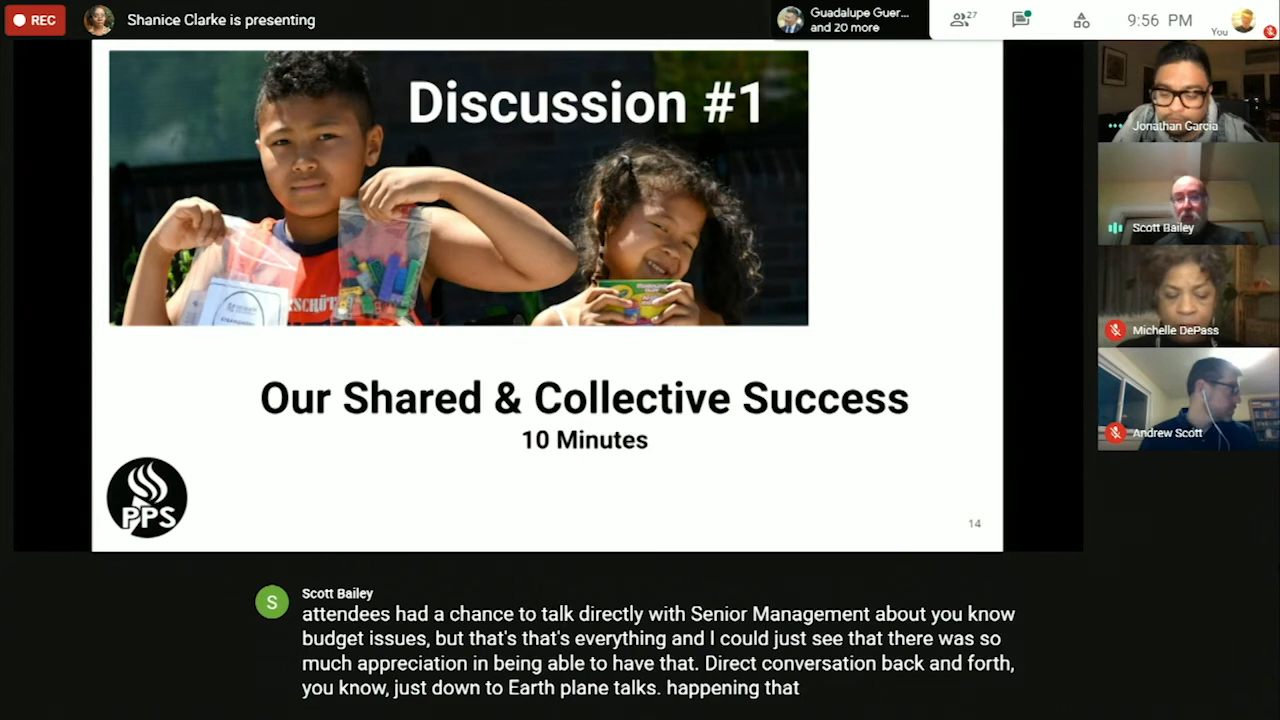 REC
Shanice Clarke is presenting
Guadalupe Guer...
and 20 more
27
9:56 PM
You
Discussion #1
Jonathan Garcia
Scott Bailey
Michelle DePass
Andrew Scott
Our Shared & Collective Success
10 Minutes
PPS
14
S
Scott Bailey
attendees had a chance to talk directly with Senior Management about you know
budget issues, but that's that's everything and I could just see that there was so
much appreciation in being able to have that. Direct conversation back and forth,
you know, just down to Earth plane talks. happening that